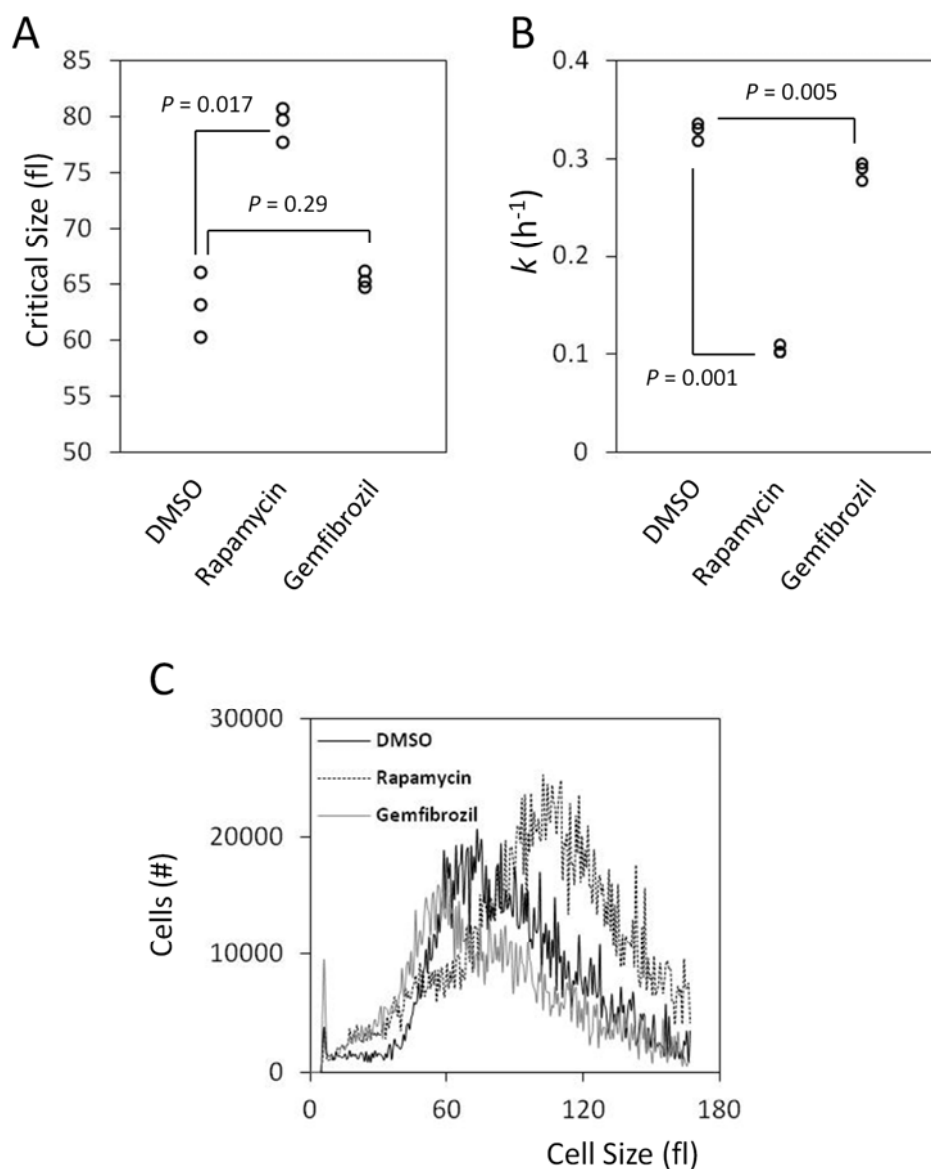 A
Critical Size (fl)
85
80
75
70
65
60
55
50
P = 0.017
P = 0.29
DMSO
Rapamycin
Gemfibrozil
B
k (h-1)
0.4
0.3
0.2
0.1
0
P = 0.005
P = 0.001
DMSO
Rapamycin
Gemfibrozil
C
Cells (#)
30000
20000
10000
0
DMSO
Rapamycin
Gemfibrozil
0 60 120 180
Cell Size (fl)